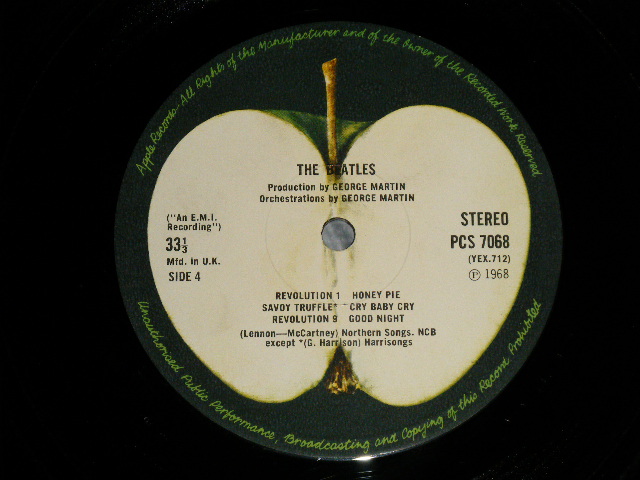 Apple Records-All Rights of the Manufacturer and of the Owner of the Recorded Work Reserved
THE BEATLES
Production by GEORGE MARTIN
Orchestrations by GEORGE MARTIN
("An E.M.I.
Recording")
33⅓
Mfd. in U.K.
SIDE 4
STEREO
PCS 7068
(YEX.712)
Ⓟ 1968
REVOLUTION 1 HONEY PIE
SAVOY TRUFFLE* CRY BABY CRY
REVOLUTION 9 GOOD NIGHT
(Lennon—McCartney) Northern Songs. NCB
except *(G. Harrison) Harrisongs
Unauthorised Public Performance, Broadcasting and Copying of this Record Prohibited